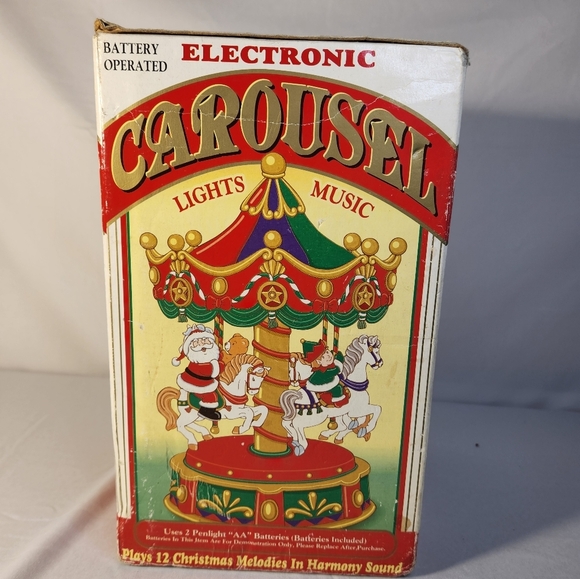 BATTERY
OPERATED
ELECTRONIC
CAROUSEL
LIGHTS MUSIC
Uses 2 Penlight "AA" Batteries (Batteries Included)
Batteries In This Item Are For Demonstration Only, Please Replace After Purchase.
Plays 12 Christmas Melodies In Harmony Sound